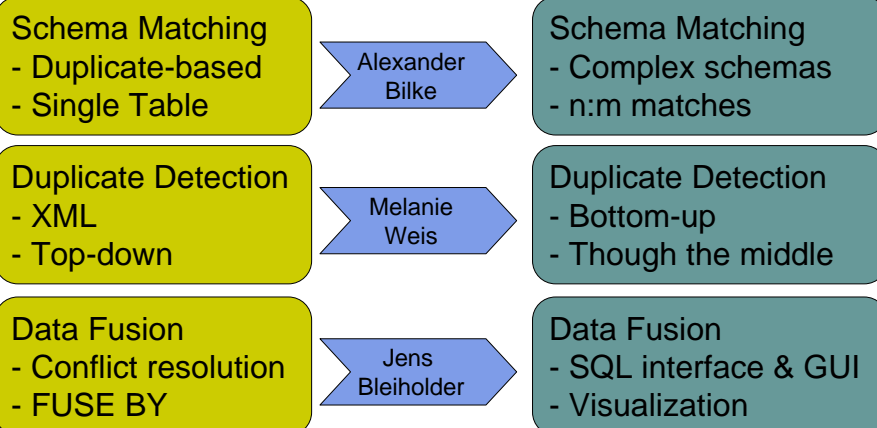 Schema Matching
- Duplicate-based
- Single Table
Alexander
Bilke
Schema Matching
- Complex schemas
- n:m matches
Duplicate Detection
- XML
- Top-down
Melanie
Weis
Duplicate Detection
- Bottom-up
- Though the middle
Data Fusion
- Conflict resolution
- FUSE BY
Jens
Bleiholder
Data Fusion
- SQL interface & GUI
- Visualization